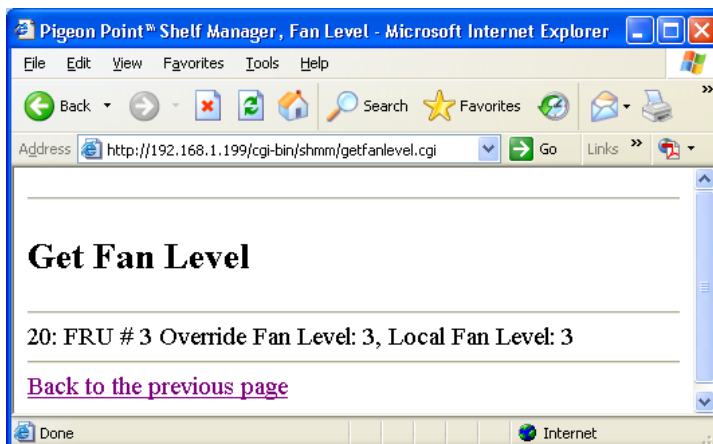 Pigeon Point™ Shelf Manager, Fan Level - Microsoft Internet Explorer
File Edit View Favorites Tools Help
Back Search Favorites »
Address http://192.168.1.199/cgi-bin/shmm/getfanlevel.cgi Go Links »
Get Fan Level
20: FRU # 3 Override Fan Level: 3, Local Fan Level: 3
Back to the previous page
Done Internet